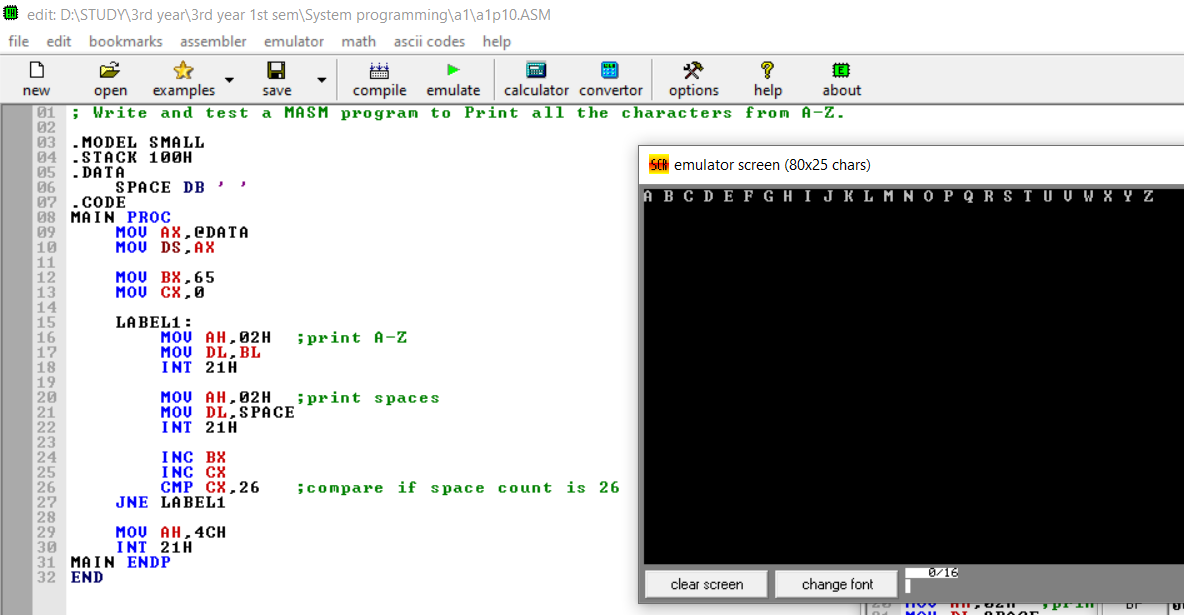 edit: D:\STUDY\3rd year\3rd year 1st sem\System programming\a1\a1p10.ASM
file edit bookmarks assembler emulator math ascii codes help
new open examples save compile emulate calculator convertor options help about
01 ; Write and test a MASM program to Print all the characters from A-Z.
02
03 .MODEL SMALL
04 .STACK 100H
05 .DATA
06 SPACE DB ' '
07 .CODE
08 MAIN PROC
09 MOV AX,@DATA
10 MOV DS,AX
11
12 MOV BX,65
13 MOV CX,0
14
15 LABEL1:
16 MOV AH,02H ;print A-Z
17 MOV DL,BL
18 INT 21H
19
20 MOV AH,02H ;print spaces
21 MOV DL,SPACE
22 INT 21H
23
24 INC BX
25 INC CX
26 CMP CX,26 ;compare if space count is 26
27 JNE LABEL1
28
29 MOV AH,4CH
30 INT 21H
31 MAIN ENDP
32 END
SCR emulator screen (80x25 chars)
A B C D E F G H I J K L M N O P Q R S T U V W X Y Z
clear screen change font 0/16